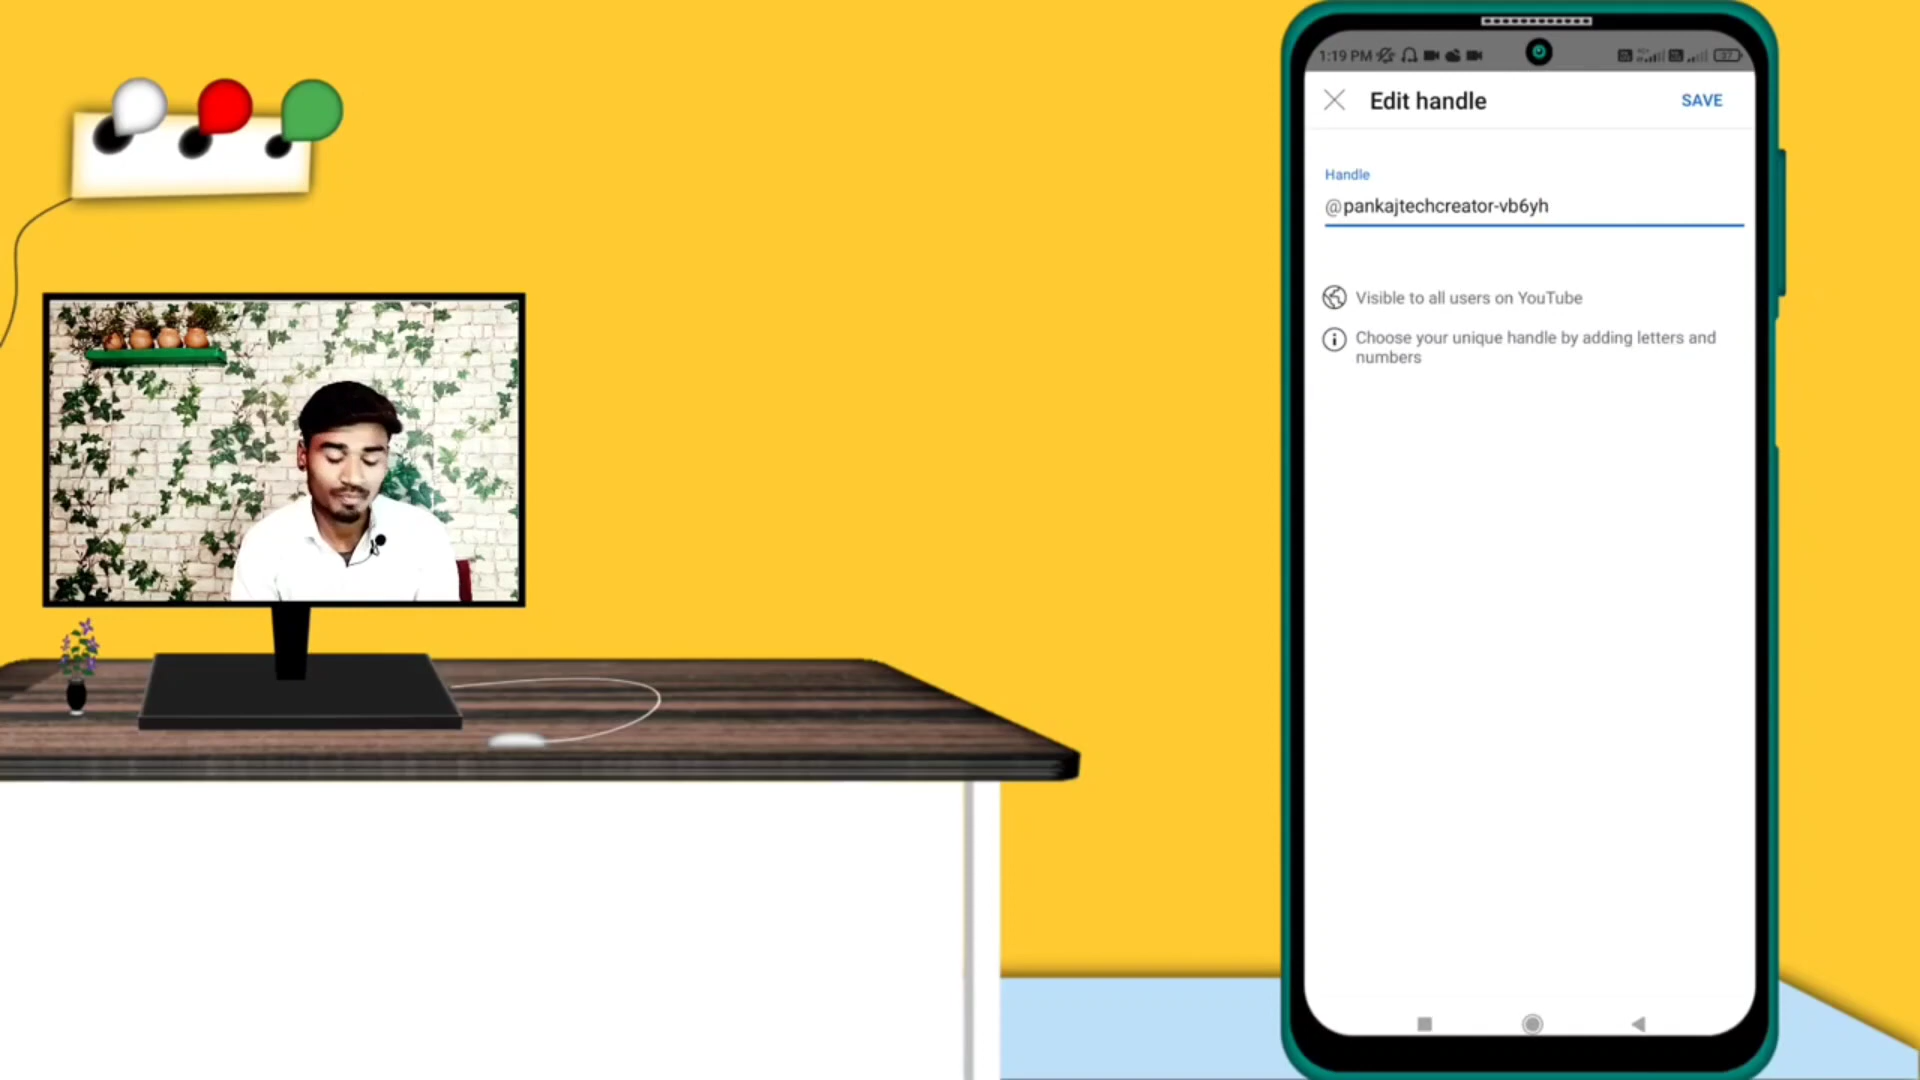 1:19 PM
37
Edit handle
SAVE
Handle
@pankajtechcreator-vb6yh
Visible to all users on YouTube
Choose your unique handle by adding letters and
numbers